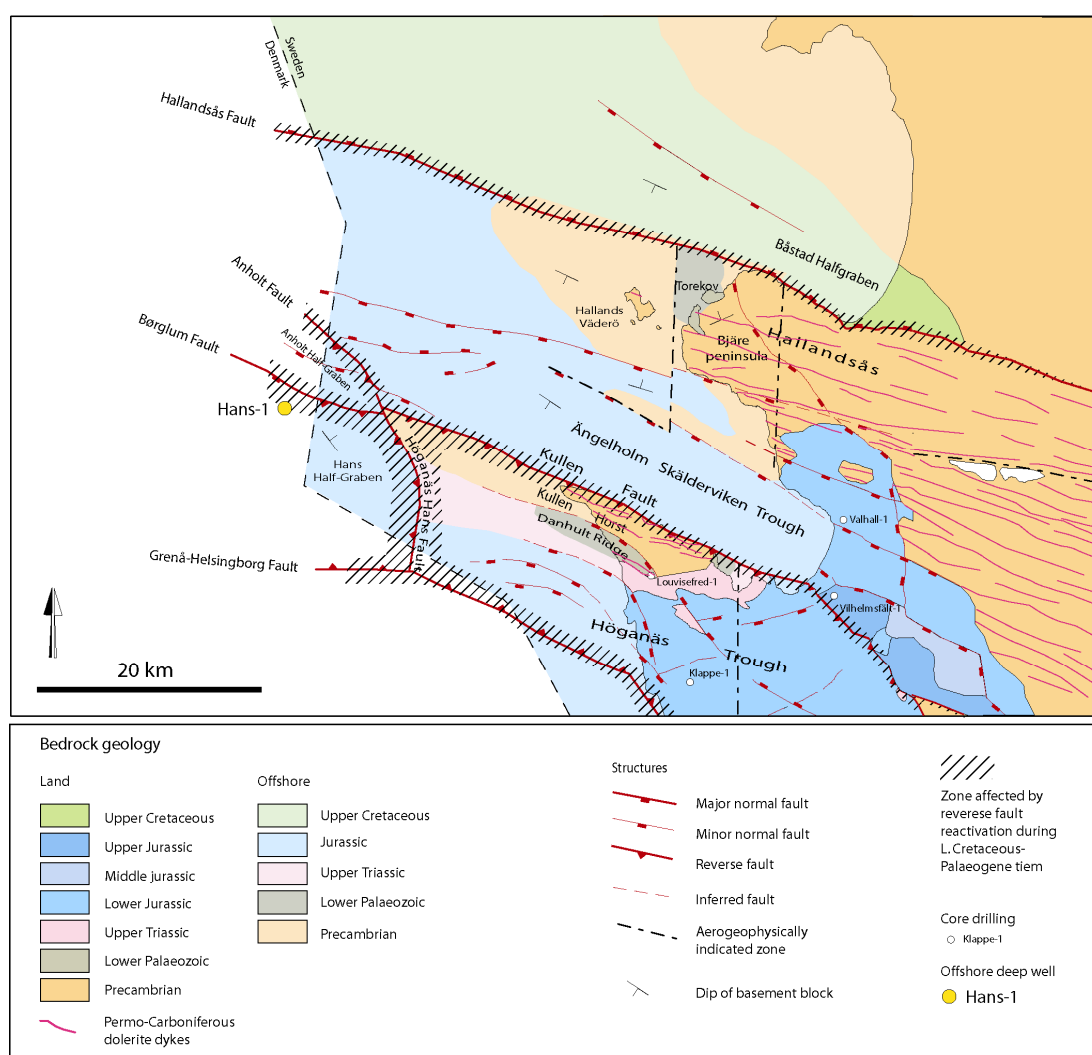 Sweden
Denmark
Hallandsås Fault
Båstad Halfgraben
Anholt Fault
Torekov
Hallands
Väderö
Bjäre
peninsula
Hallandsås
Børglum Fault
Anholt Half-Graben
Hans-1
Ängelholm Skälderviken Trough
Kullen
Fault
Hans
Half-Graben
Höganäs Hans Fault
Kullen
Horst
Danhult Ridge
Valhall-1
Grenå-Helsingborg Fault
Louvisefred-1
Vilhelmsfält-1
Höganäs
Trough
Klappe-1
20 km
Bedrock geology
Land
Upper Cretaceous
Upper Jurassic
Middle jurassic
Lower Jurassic
Upper Triassic
Lower Palaeozoic
Precambrian
Permo-Carboniferous
dolerite dykes
Offshore
Upper Cretaceous
Jurassic
Upper Triassic
Lower Palaeozoic
Precambrian
Structures
Major normal fault
Minor normal fault
Reverse fault
Inferred fault
Aerogeophysically
indicated zone
Dip of basement block
Zone affected by
reverese fault
reactivation during
L.Cretaceous-
Palaeogene tiem
Core drilling
Klappe-1
Offshore deep well
Hans-1